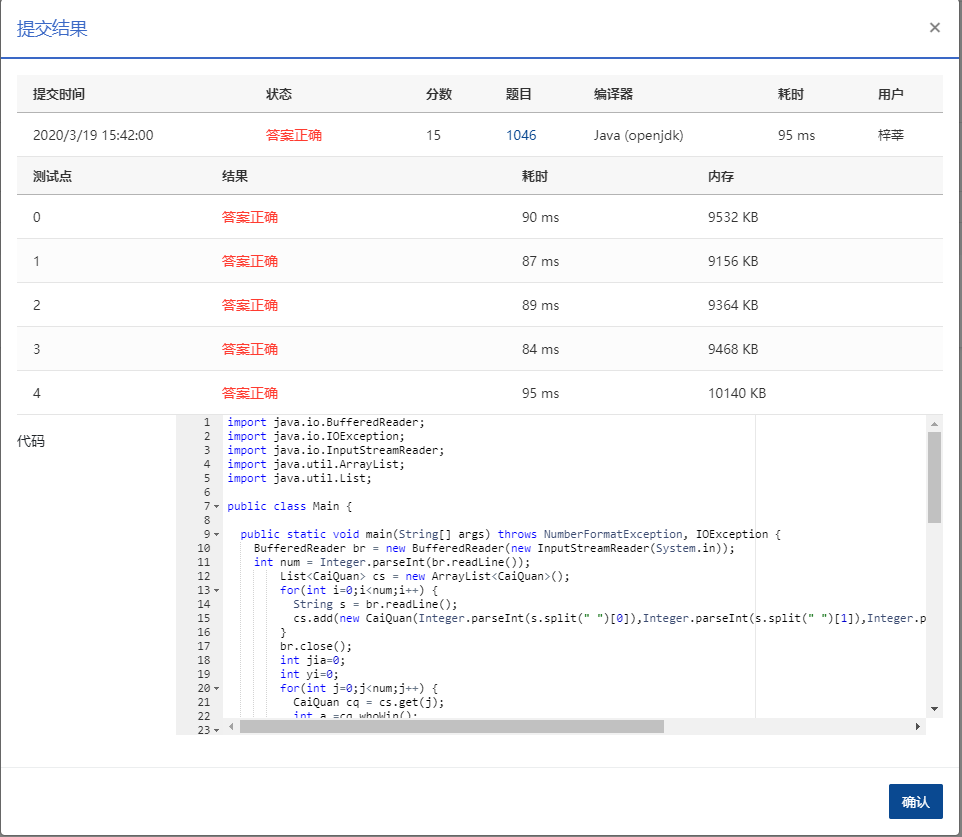 提交结果 ×
提交时间 状态 分数 题目 编译器 耗时 用户
2020/3/19 15:42:00 答案正确 15 1046 Java (openjdk) 95 ms 梓莘
测试点 结果 耗时 内存
0 答案正确 90 ms 9532 KB
1 答案正确 87 ms 9156 KB
2 答案正确 89 ms 9364 KB
3 答案正确 84 ms 9468 KB
4 答案正确 95 ms 10140 KB
代码
1 import java.io.BufferedReader;
2 import java.io.IOException;
3 import java.io.InputStreamReader;
4 import java.util.ArrayList;
5 import java.util.List;
6
7 public class Main {
8
9 public static void main(String[] args) throws NumberFormatException, IOException {
10 BufferedReader br = new BufferedReader(new InputStreamReader(System.in));
11 int num = Integer.parseInt(br.readLine());
12 List<CaiQuan> cs = new ArrayList<CaiQuan>();
13 for(int i=0;i<num;i++) {
14 String s = br.readLine();
15 cs.add(new CaiQuan(Integer.parseInt(s.split(" ")[0]),Integer.parseInt(s.split(" ")[1]),Integer.p
16 }
17 br.close();
18 int jia=0;
19 int yi=0;
20 for(int j=0;j<num;j++) {
21 CaiQuan cq = cs.get(j);
22 int a =cq.whoWin();
23
确认